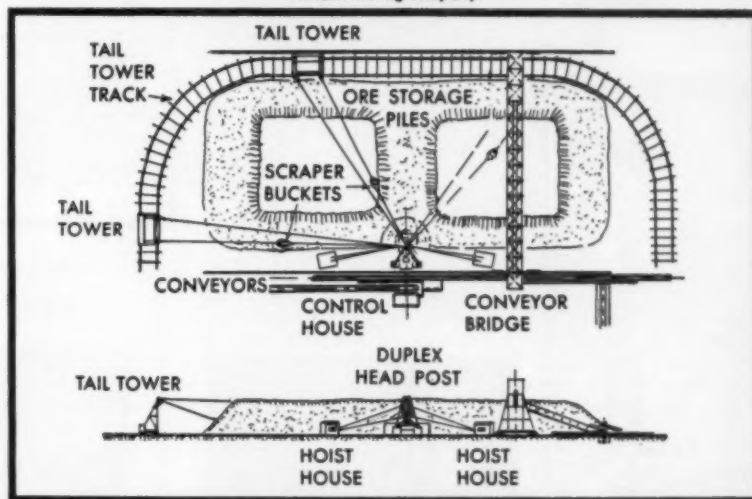 TAIL TOWER
TAIL
TOWER
TRACK
ORE STORAGE
PILES
SCRAPER
BUCKETS
TAIL
TOWER
CONVEYORS
CONTROL
HOUSE
CONVEYOR
BRIDGE
DUPLEX
HEAD POST
TAIL TOWER
HOIST
HOUSE
HOIST
HOUSE